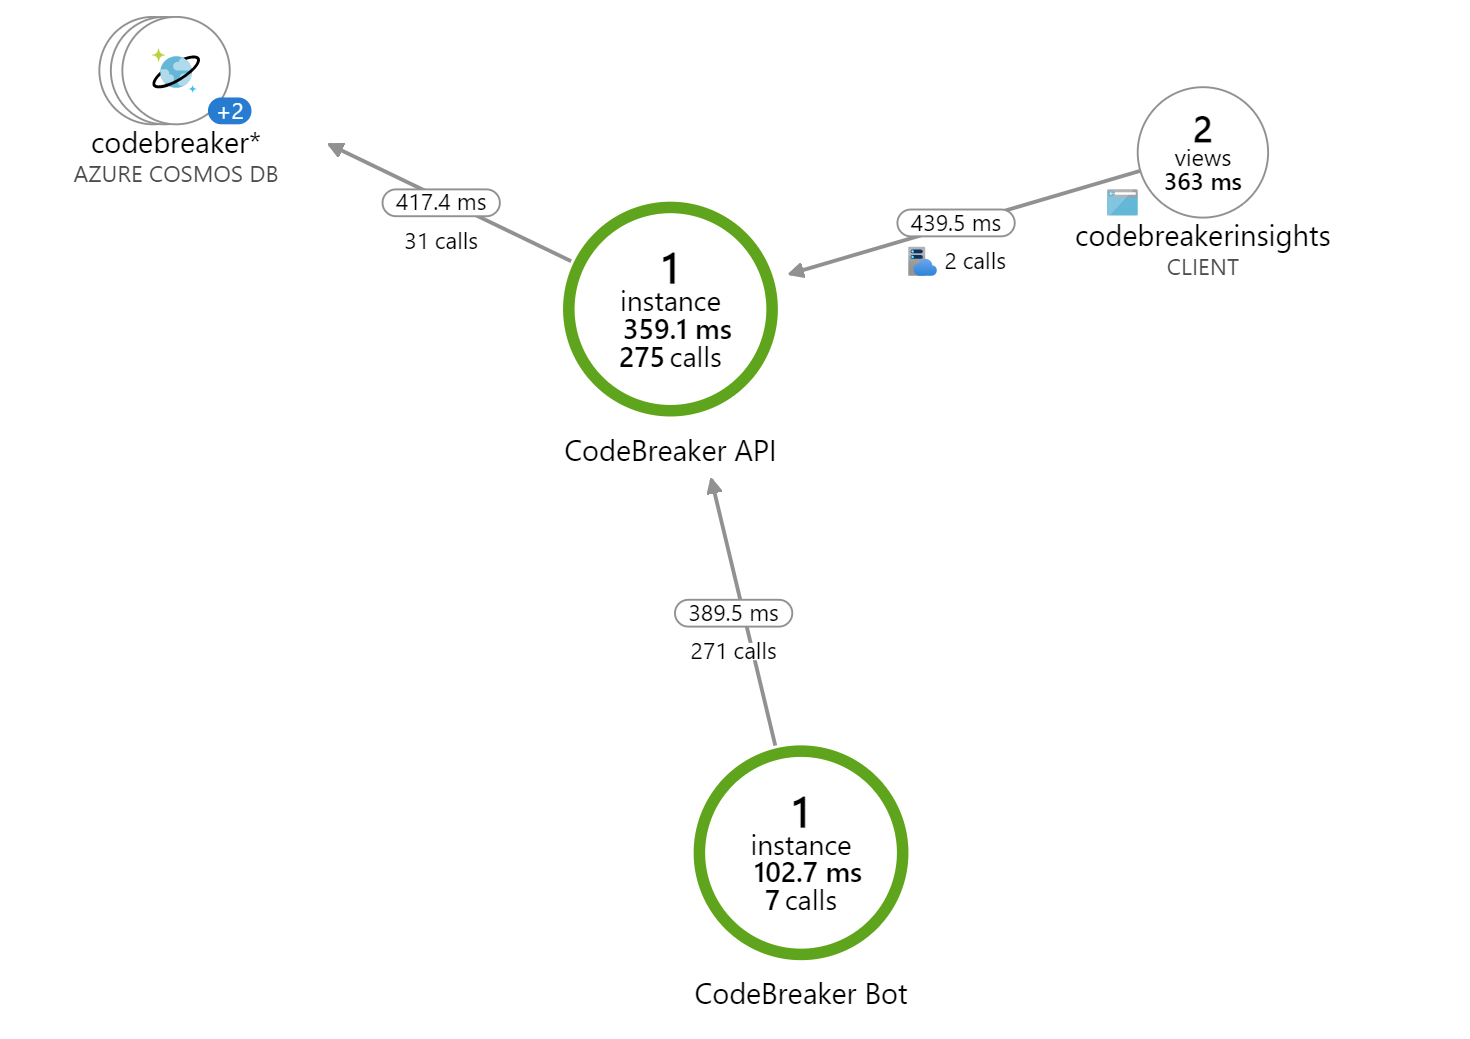 +2
codebreaker*
AZURE COSMOS DB
417.4 ms
31 calls
2
views
363 ms
codebreakerinsights
CLIENT
439.5 ms
2 calls
1
instance
359.1 ms
275 calls
CodeBreaker API
389.5 ms
271 calls
1
instance
102.7 ms
7 calls
CodeBreaker Bot